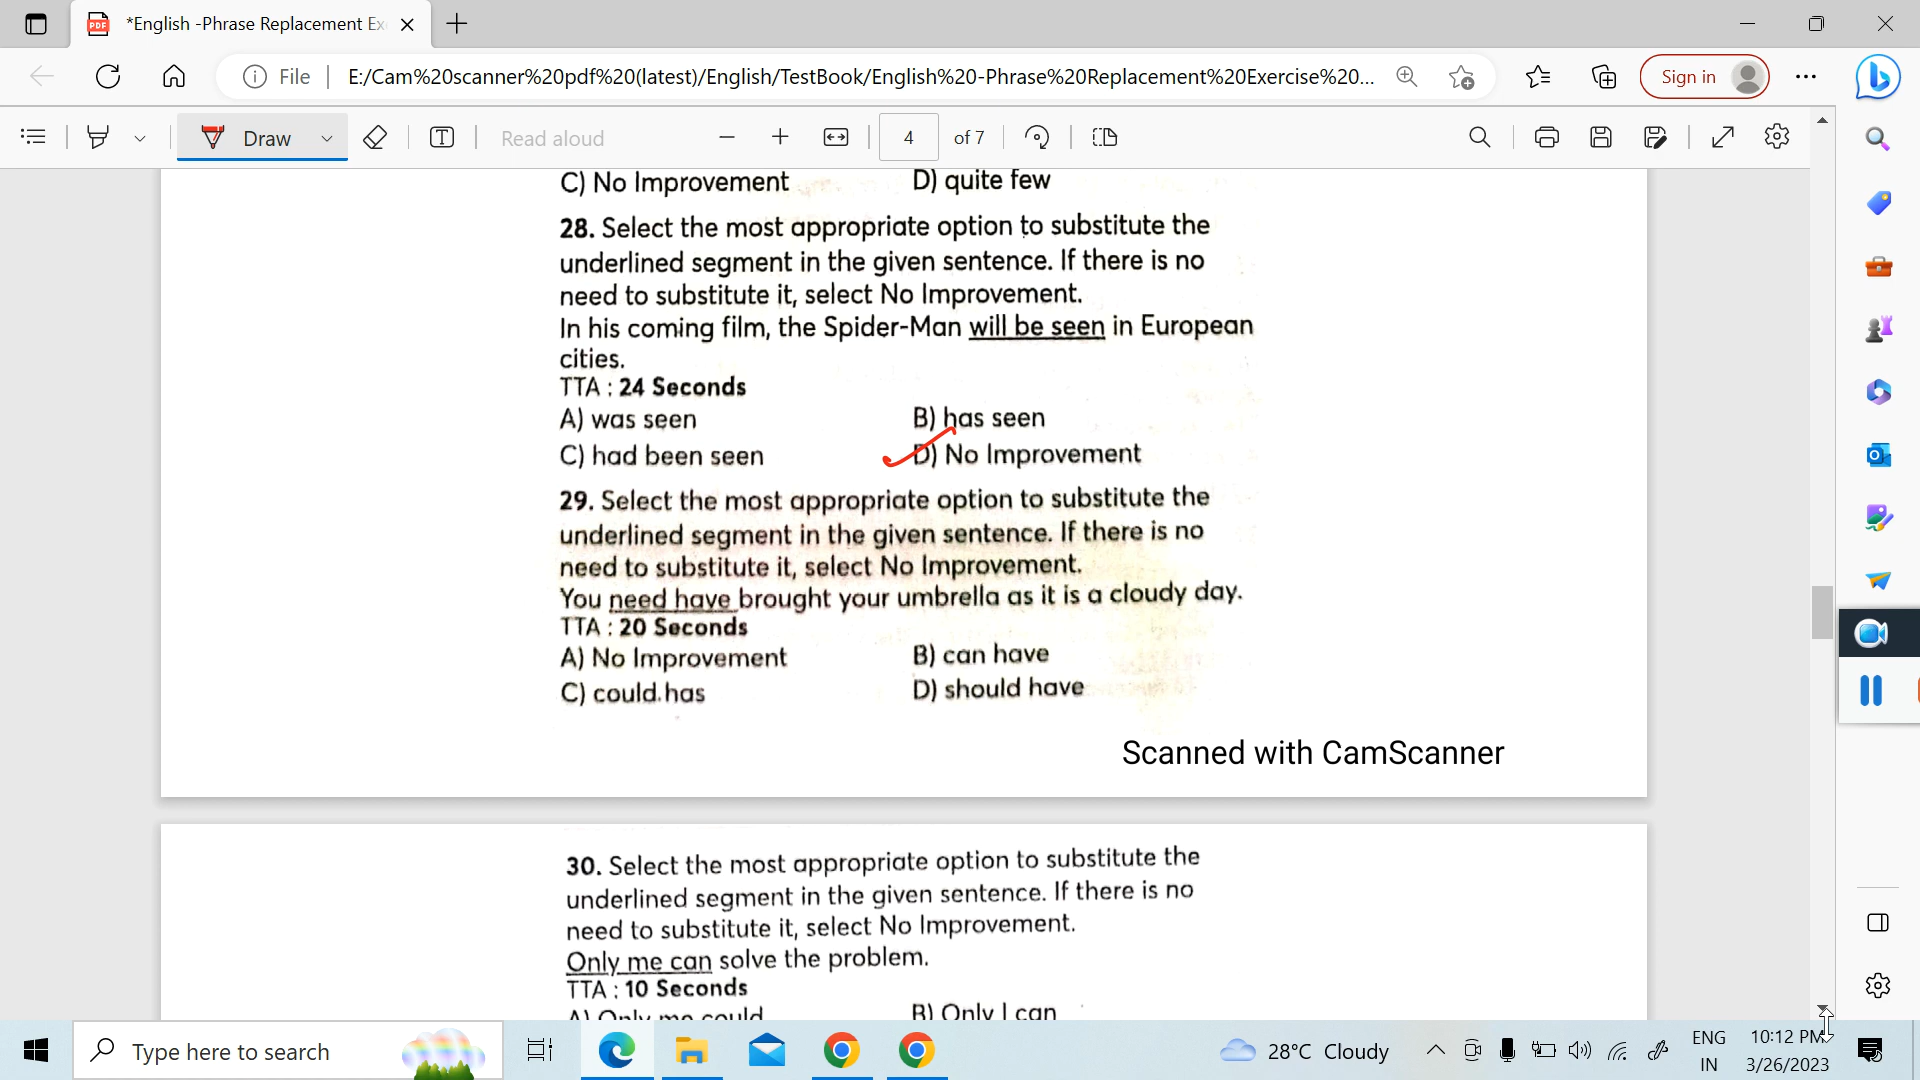 *English -Phrase Replacement Ex
File
E:/Cam%20scanner%20pdf%20(latest)/English/TestBook/English%20-Phrase%20Replacement%20Exercise%20...
Sign in
Draw
Read aloud
4 of 7
C) No Improvement D) quite few
28. Select the most appropriate option to substitute the
underlined segment in the given sentence. If there is no
need to substitute it, select No Improvement.
In his coming film, the Spider-Man will be seen in European
cities.
TTA : 24 Seconds
A) was seen B) has seen
C) had been seen D) No Improvement
29. Select the most appropriate option to substitute the
underlined segment in the given sentence. If there is no
need to substitute it, select No Improvement.
You need have brought your umbrella as it is a cloudy day.
TTA : 20 Seconds
A) No Improvement B) can have
C) could has D) should have
Scanned with CamScanner
30. Select the most appropriate option to substitute the
underlined segment in the given sentence. If there is no
need to substitute it, select No Improvement.
Only me can solve the problem.
TTA : 10 Seconds
A) Only me could B) Only I can
Type here to search
28°C Cloudy
ENG
IN
10:12 PM
3/26/2023